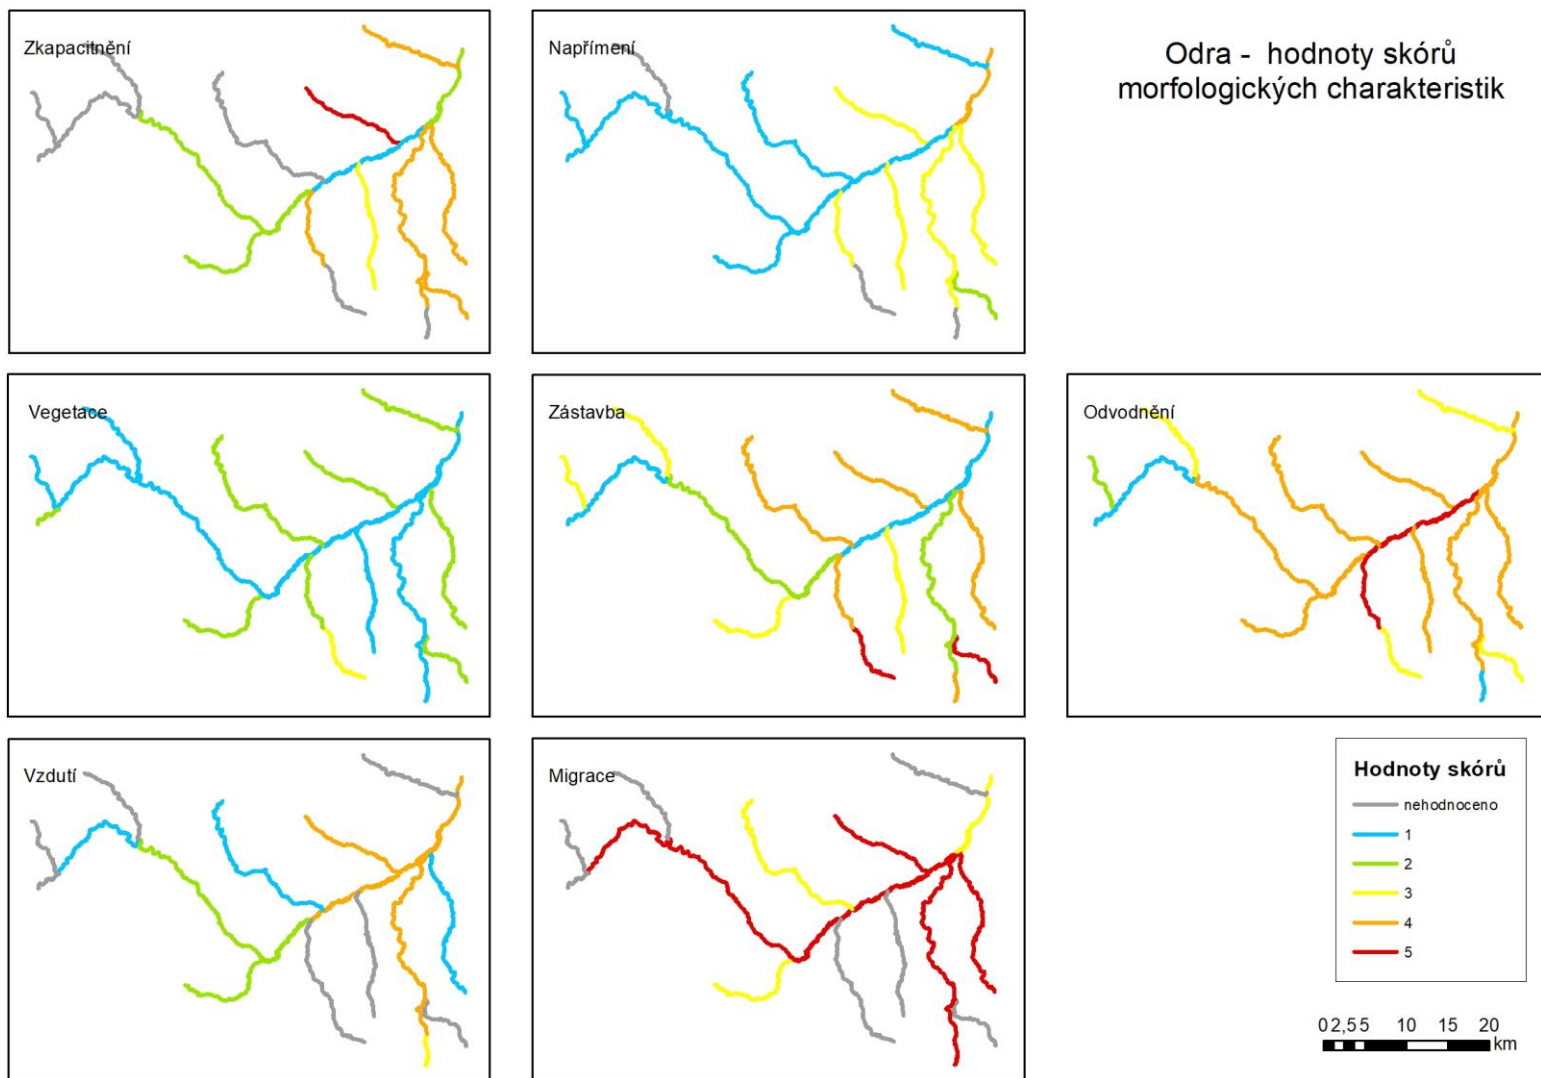 Zkapacitnění
Napřímení
Odra - hodnoty skórů
morfologických charakteristik
Vegetace
Zástavba
Odvodnění
Vzdutí
Migrace
Hodnoty skórů
nehodnoceno
1
2
3
4
5
0 2,5 5 10 15 20
km